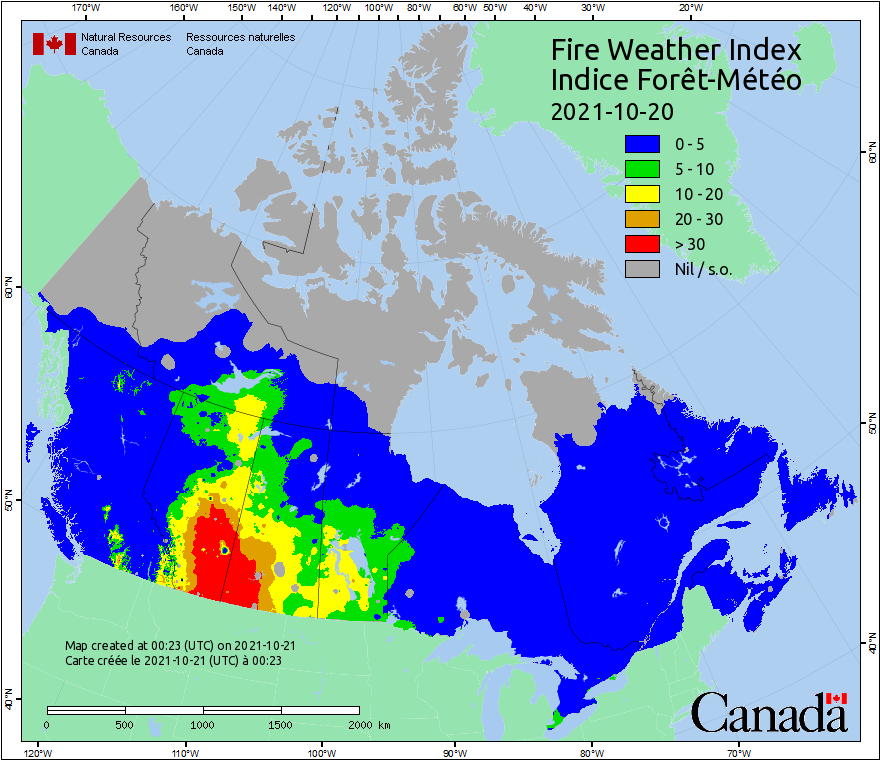 170°W 160°W 150°W 140°W 130°W 120°W 110°W 100°W 90°W 80°W 70°W 60°W 50°W 40°W 30°W 20°W
Natural Resources Ressources naturelles
Canada Canada
Fire Weather Index
Indice Forêt-Météo
2021-10-20
0 - 5
5 - 10
10 - 20
20 - 30
> 30
Nil / s.o.
60°N
60°N
50°N
50°N
40°N
40°N
Map created at 00:23 (UTC) on 2021-10-21
Carte créée le 2021-10-21 (UTC) à 00:23
0 500 1000 1500 2000 km
Canada
120°W 110°W 100°W 90°W 80°W 70°W